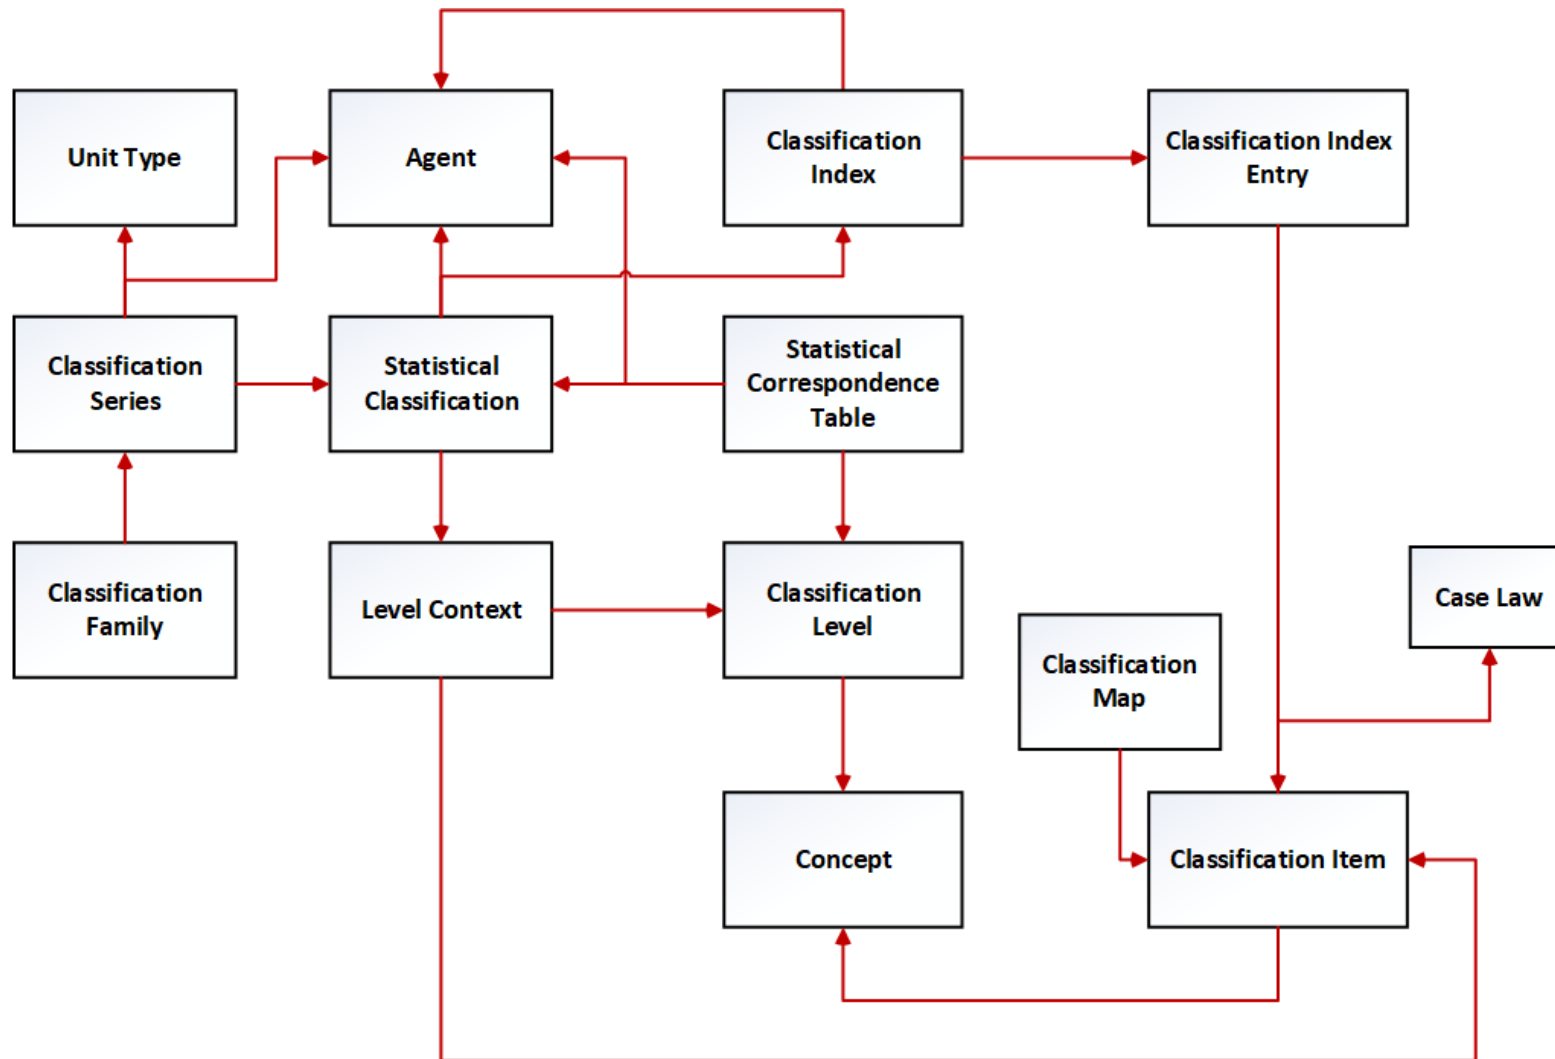 Unit Type
Agent
Classification
Index
Classification Index
Entry
Classification
Series
Statistical
Classification
Statistical
Correspondence
Table
Classification
Family
Level Context
Classification
Level
Case Law
Classification
Map
Concept
Classification Item